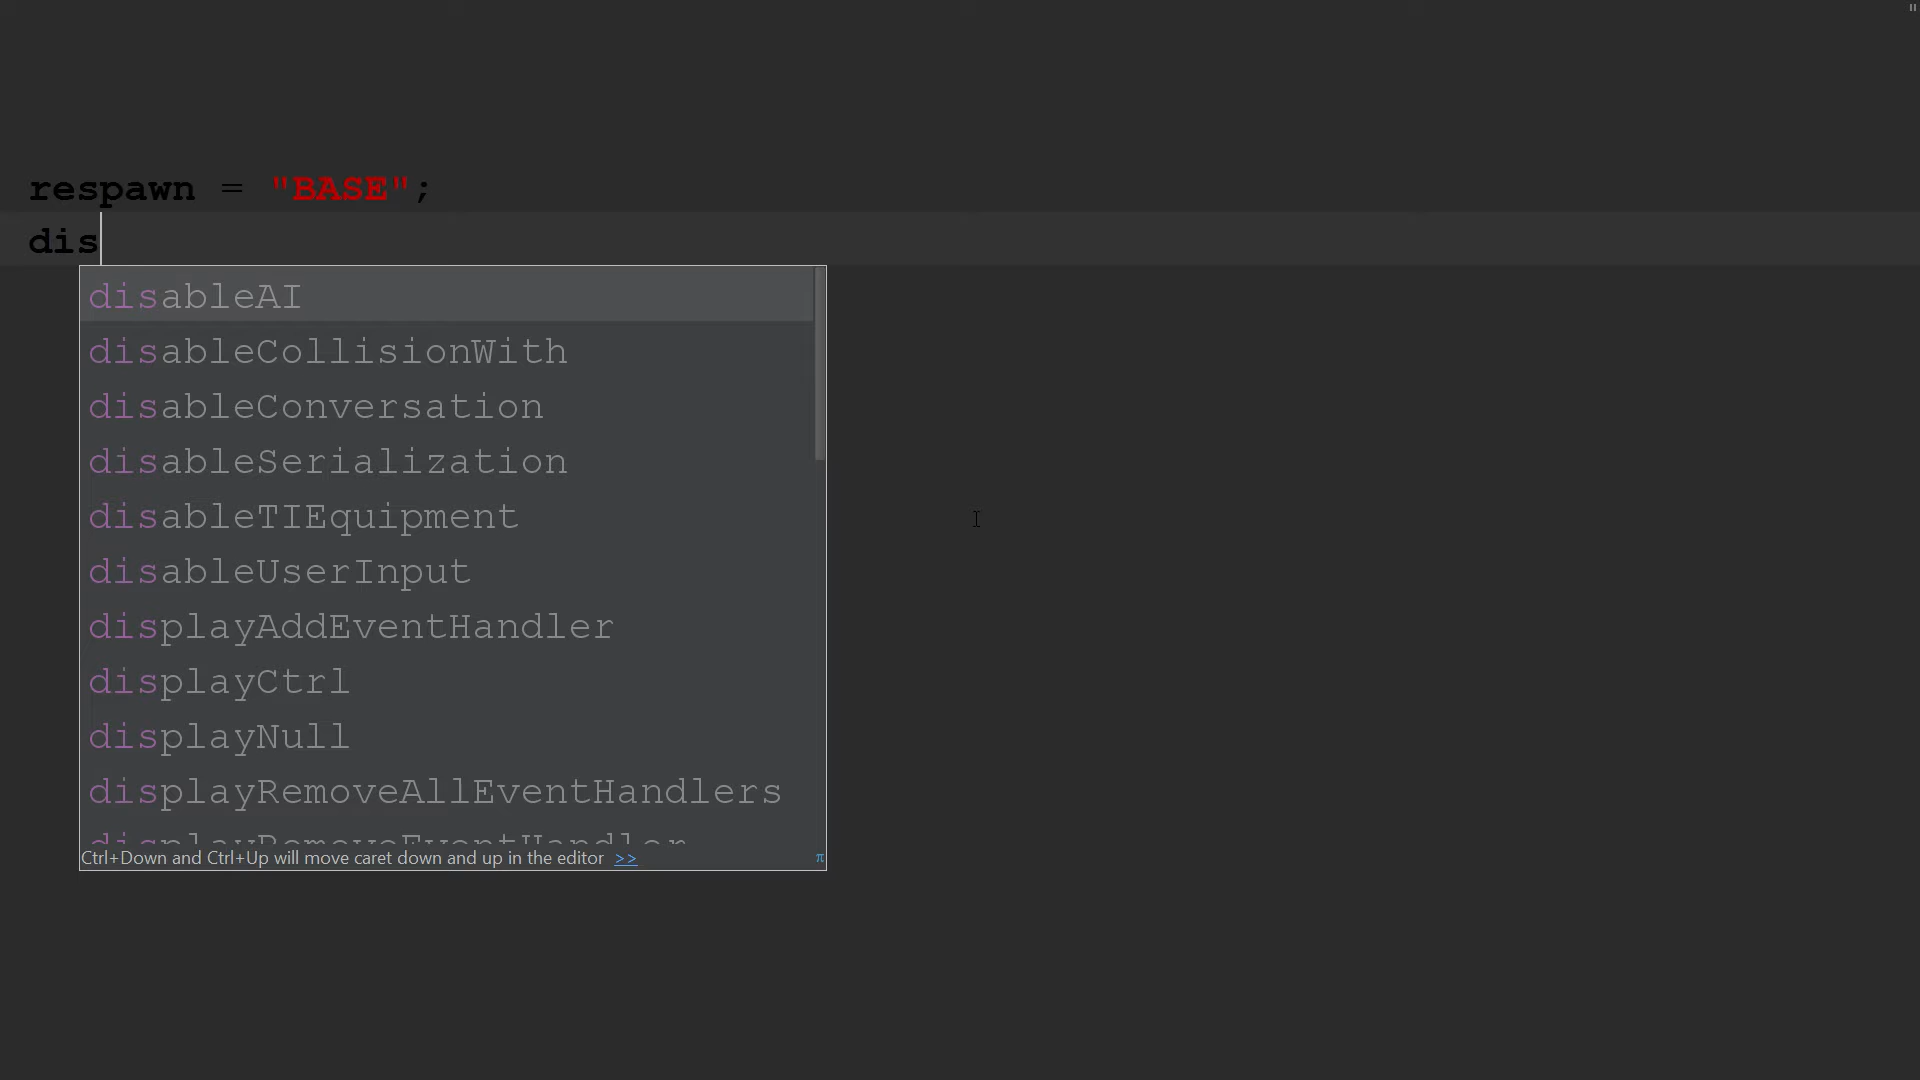 respawn = "BASE";
dis
disableAI
disableCollisionWith
disableConversation
disableSerialization
disableTIEquipment
disableUserInput
displayAddEventHandler
displayCtrl
displayNull
displayRemoveAllEventHandlers
displayRemoveEventHandler
Ctrl+Down and Ctrl+Up will move caret down and up in the editor >> π